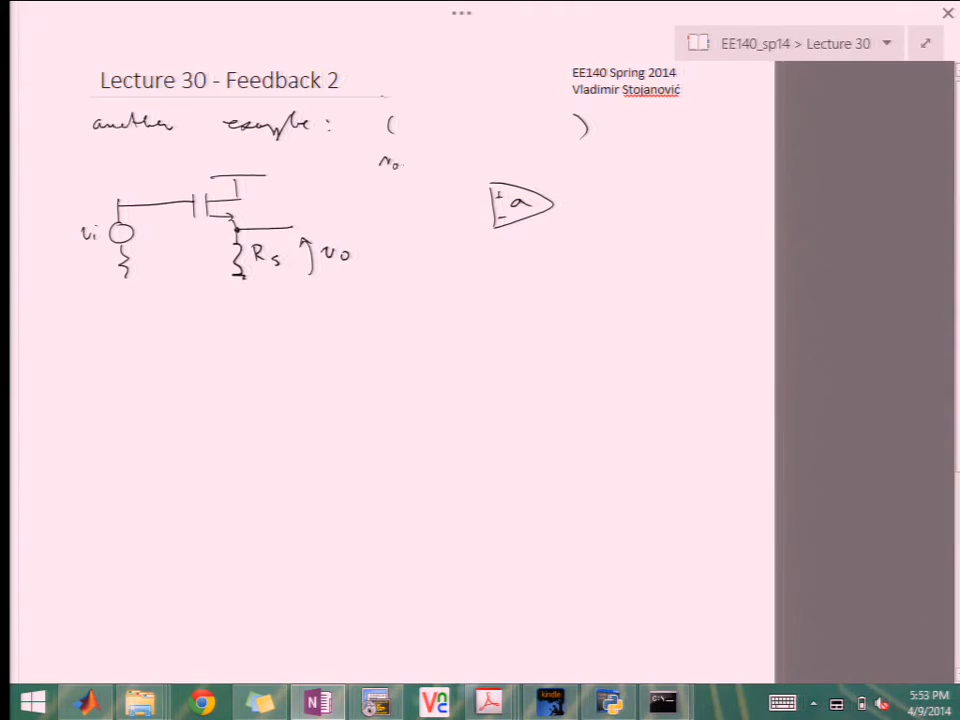 EE140_sp14 > Lecture 30
Lecture 30 - Feedback 2
EE140 Spring 2014
Vladimir Stojanović
another example: ( )
vi
Rs
vo
+
a
-
5:53 PM
4/9/2014